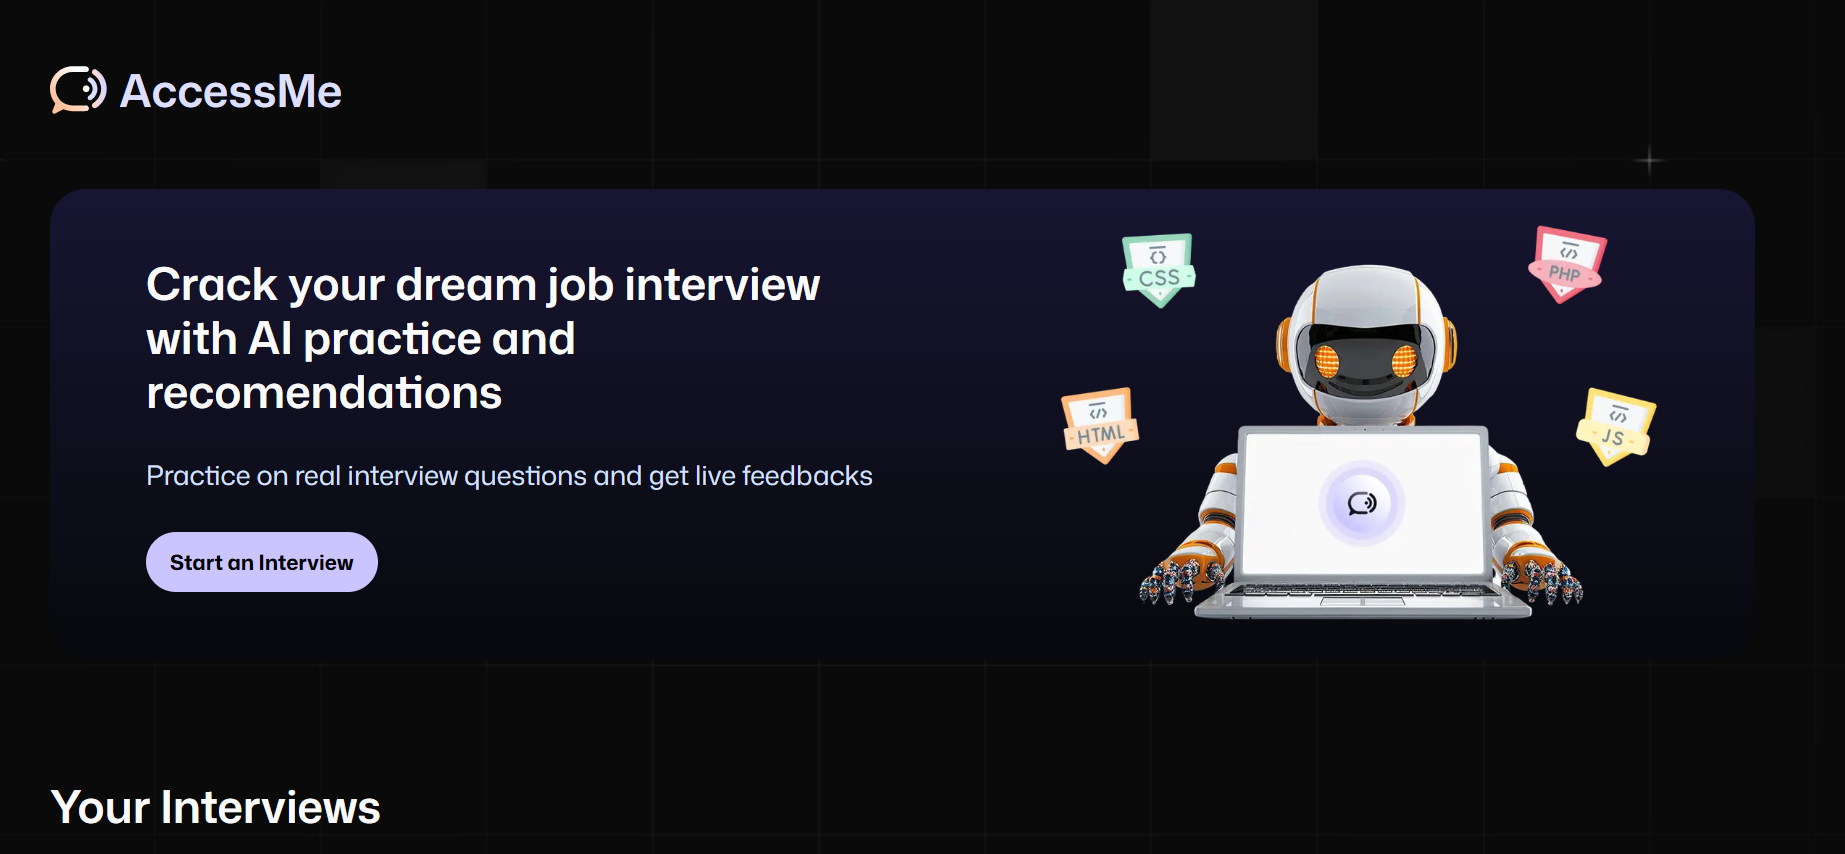 AccessMe
Crack your dream job interview
with AI practice and
recomendations
Practice on real interview questions and get live feedbacks
Start an Interview
CSS
PHP
HTML
JS
Your Interviews